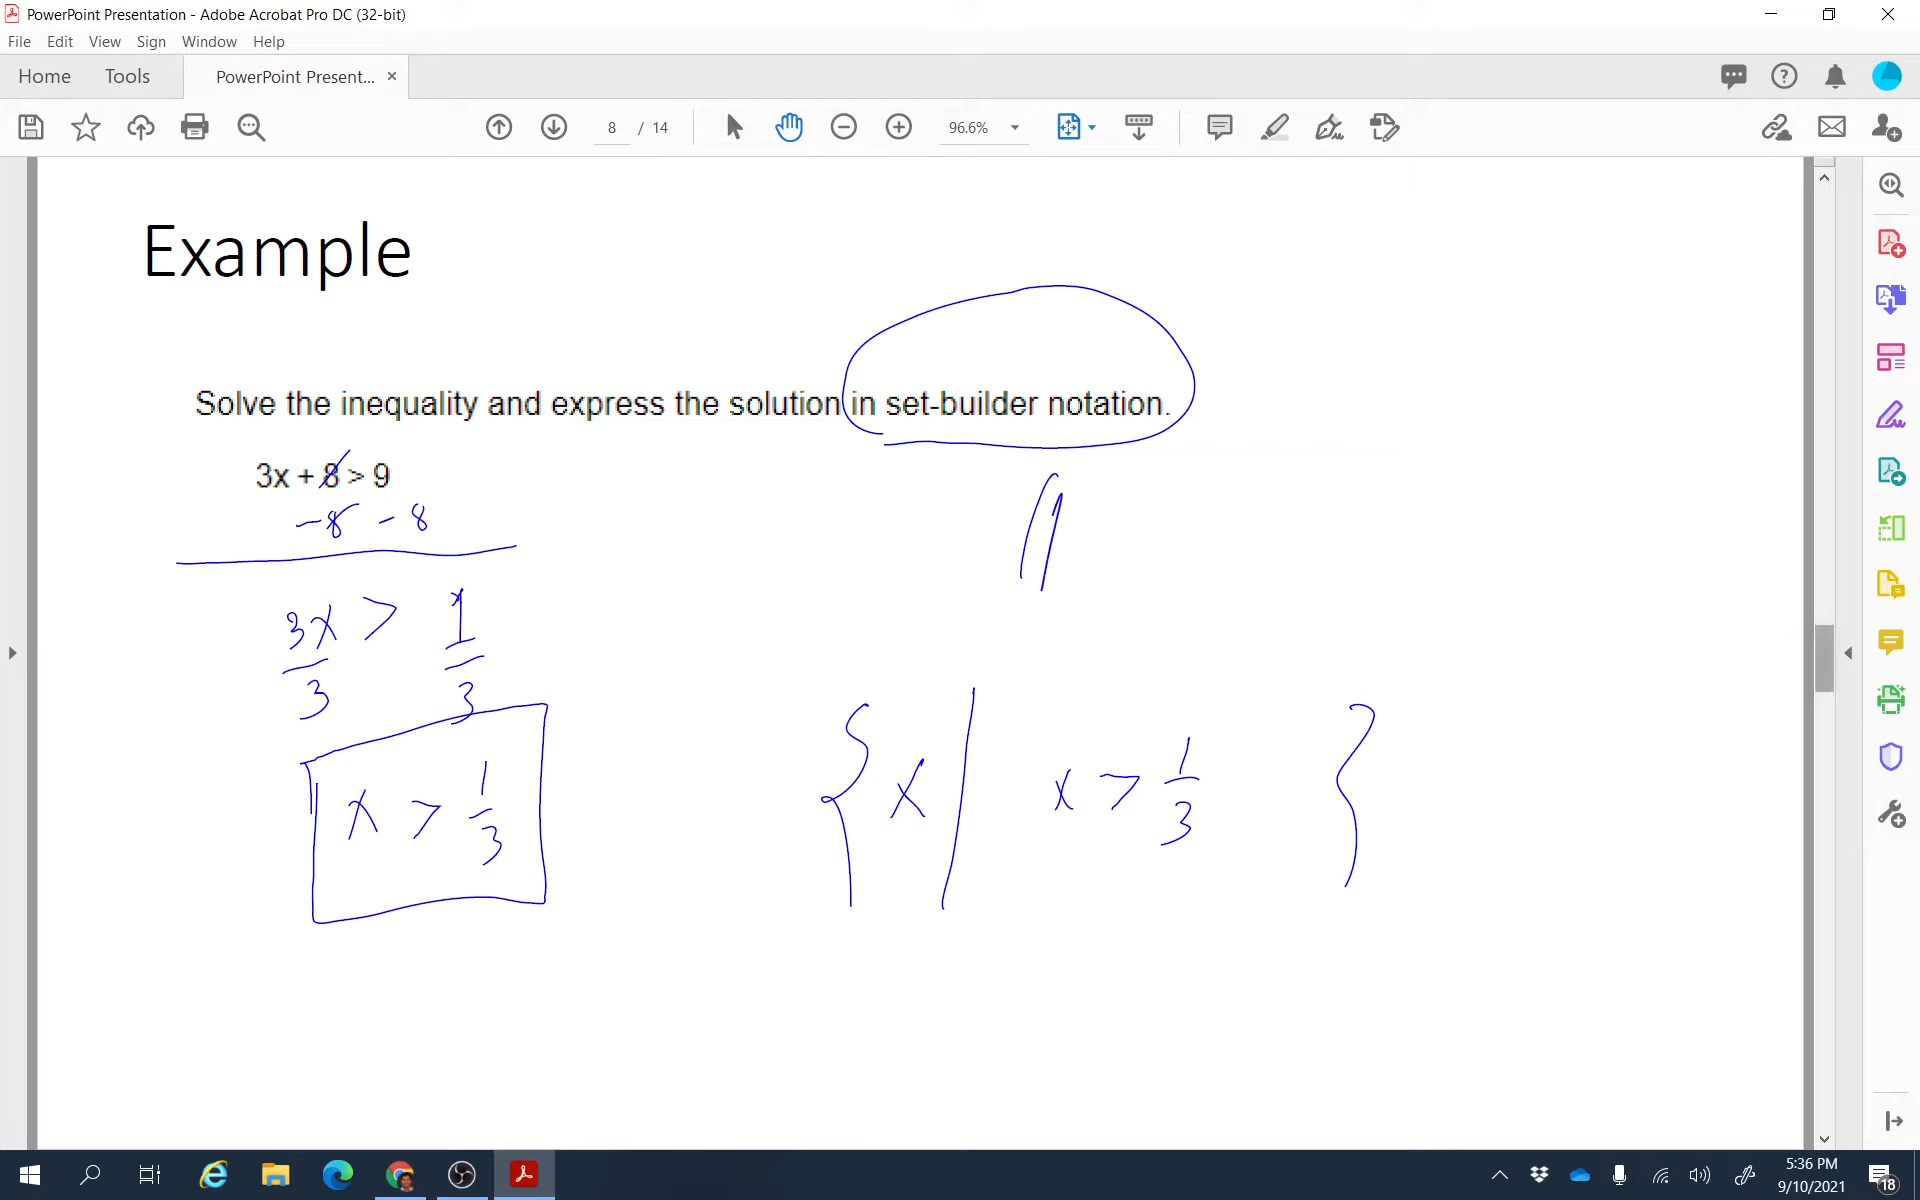 PowerPoint Presentation - Adobe Acrobat Pro DC (32-bit)
File Edit View Sign Window Help
Home Tools PowerPoint Present... ×
8 / 14 96.6%
Example
Solve the inequality and express the solution in set-builder notation.
3x + 8 > 9
-8 -8
3x/3 > 1/3
x > 1/3
{ x | x > 1/3 }
5:36 PM
9/10/2021
18